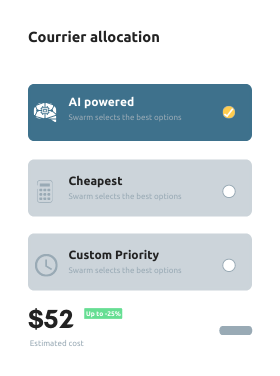 Courrier allocation
AI powered
Swarm selects the best options
Cheapest
Swarm selects the best options
Custom Priority
Swarm selects the best options
$52
Up to -25%
Estimated cost